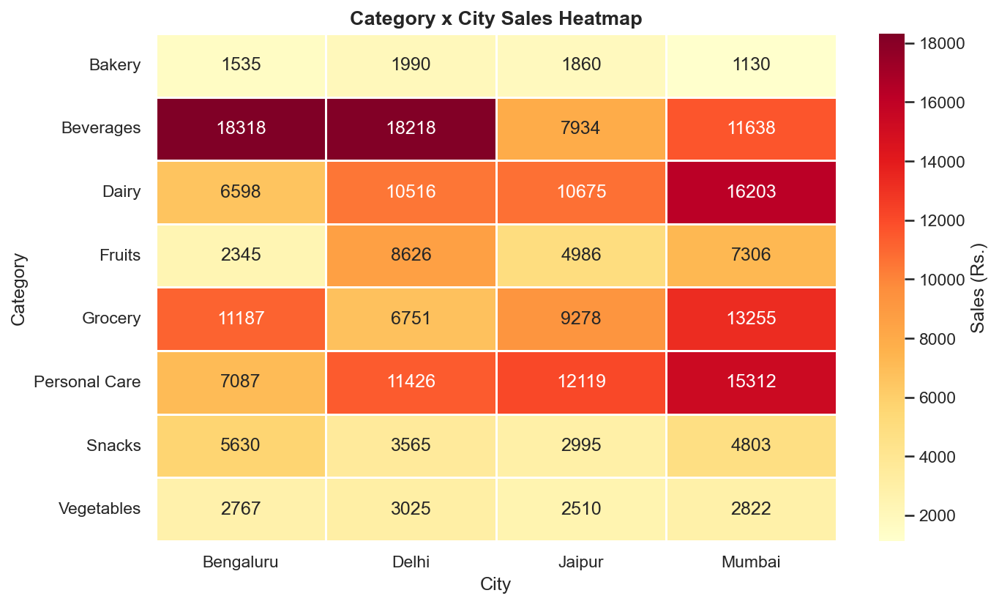 Category x City Sales Heatmap
Category
Bakery 1535 1990 1860 1130
Beverages 18318 18218 7934 11638
Dairy 6598 10516 10675 16203
Fruits 2345 8626 4986 7306
Grocery 11187 6751 9278 13255
Personal Care 7087 11426 12119 15312
Snacks 5630 3565 2995 4803
Vegetables 2767 3025 2510 2822
Bengaluru Delhi Jaipur Mumbai
City
18000
16000
14000
12000
10000
8000
6000
4000
2000
Sales (Rs.)